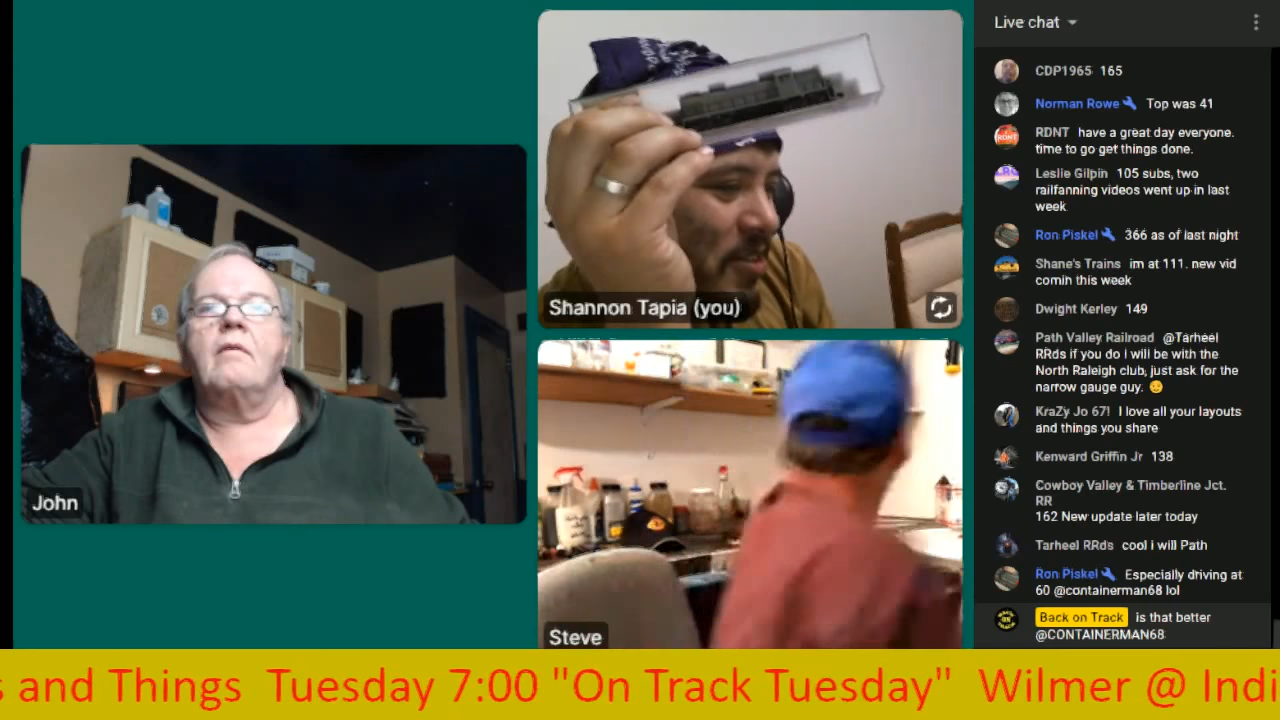 John
Shannon Tapia (you)
Steve
Live chat
CDP1965 165
Norman Rowe Top was 41
RDNT have a great day everyone.
time to go get things done.
Leslie Gilpin 105 subs, two
railfanning videos went up in last
week
Ron Piskel 366 as of last night
Shane's Trains im at 111. new vid
comin this week
Dwight Kerley 149
Path Valley Railroad @Tarheel
RRds if you do I will be with the
North Raleigh club, just ask for the
narrow gauge guy. 😉
KraZy Jo 67! I love all your layouts
and things you share
Kenward Griffin Jr 138
Cowboy Valley & Timberline Jct.
RR
162 New update later today
Tarheel RRds cool i will Path
Ron Piskel Especially driving at
60 @containerman68 lol
Back on Track is that better
@CONTAINERMAN68
s and Things Tuesday 7:00 "On Track Tuesday" Wilmer @ Indi